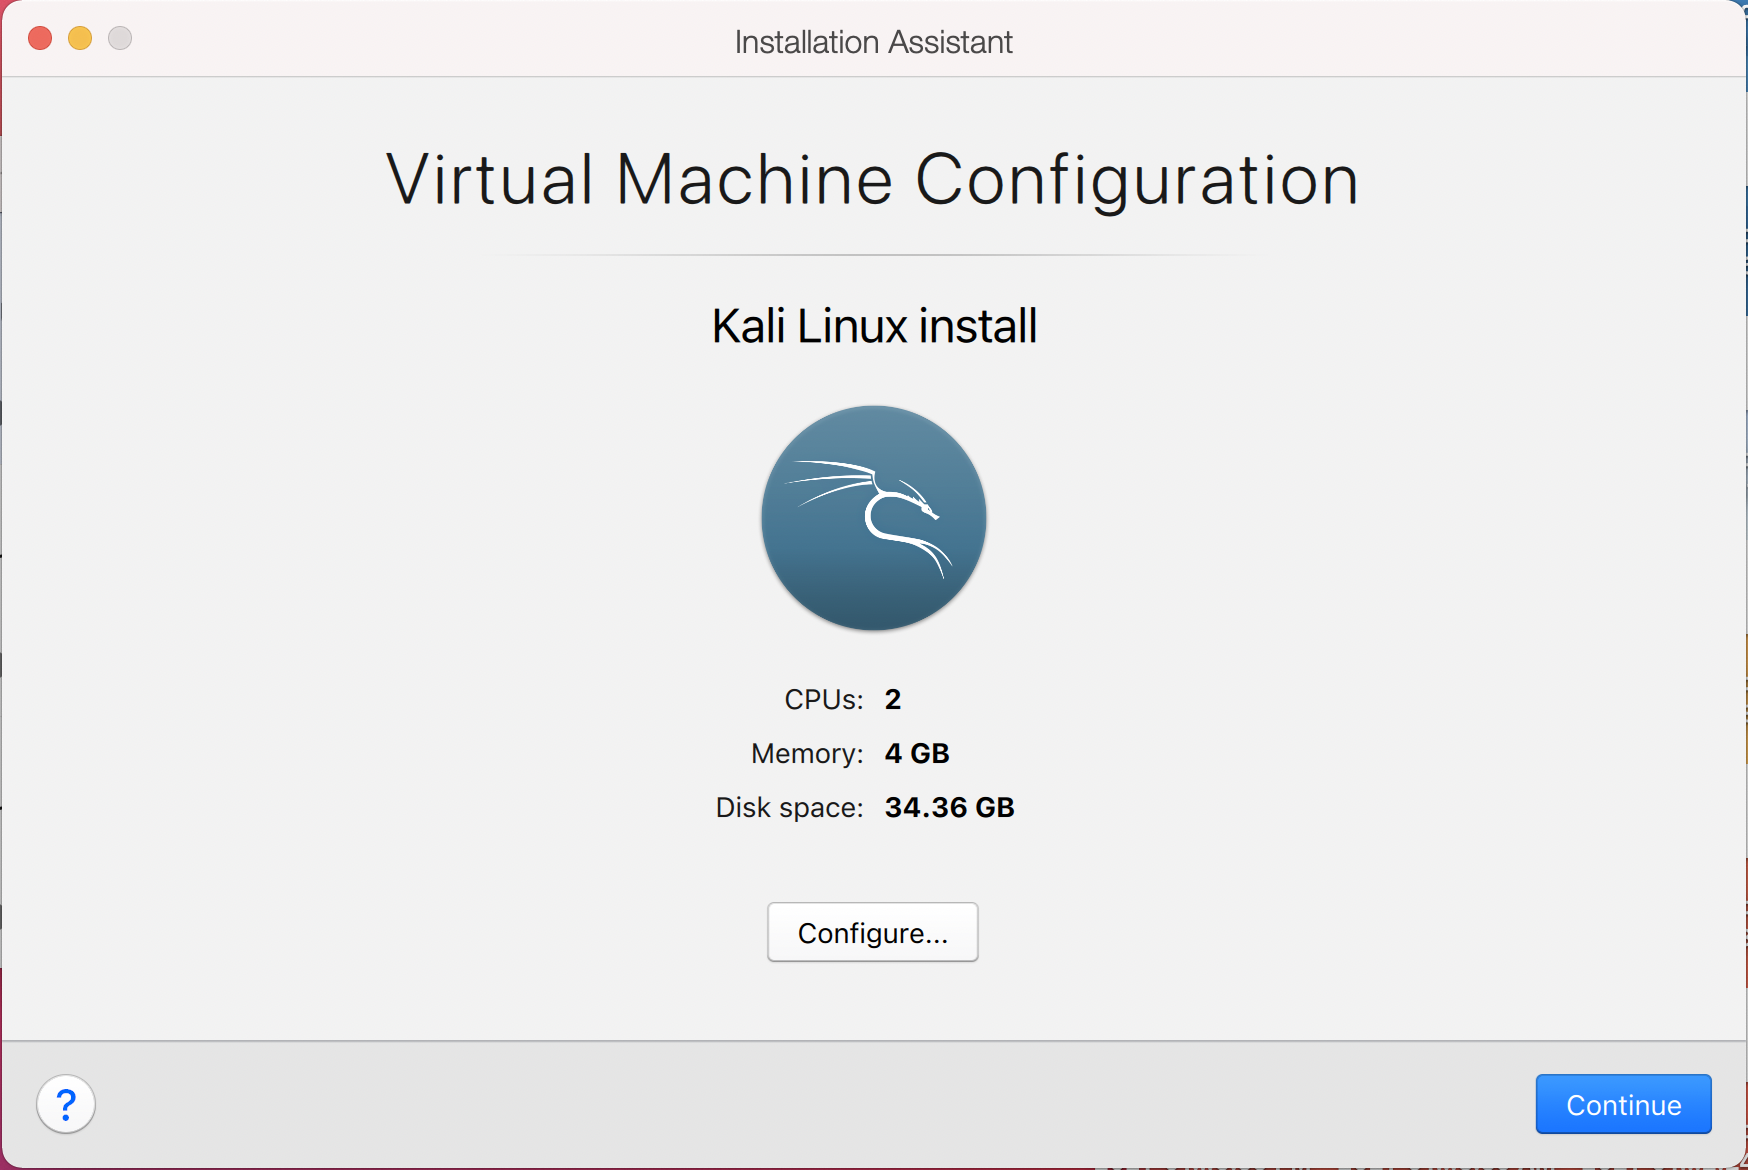 Installation Assistant
Virtual Machine Configuration
Kali Linux install
CPUs: 2
Memory: 4 GB
Disk space: 34.36 GB
Configure...
?
Continue